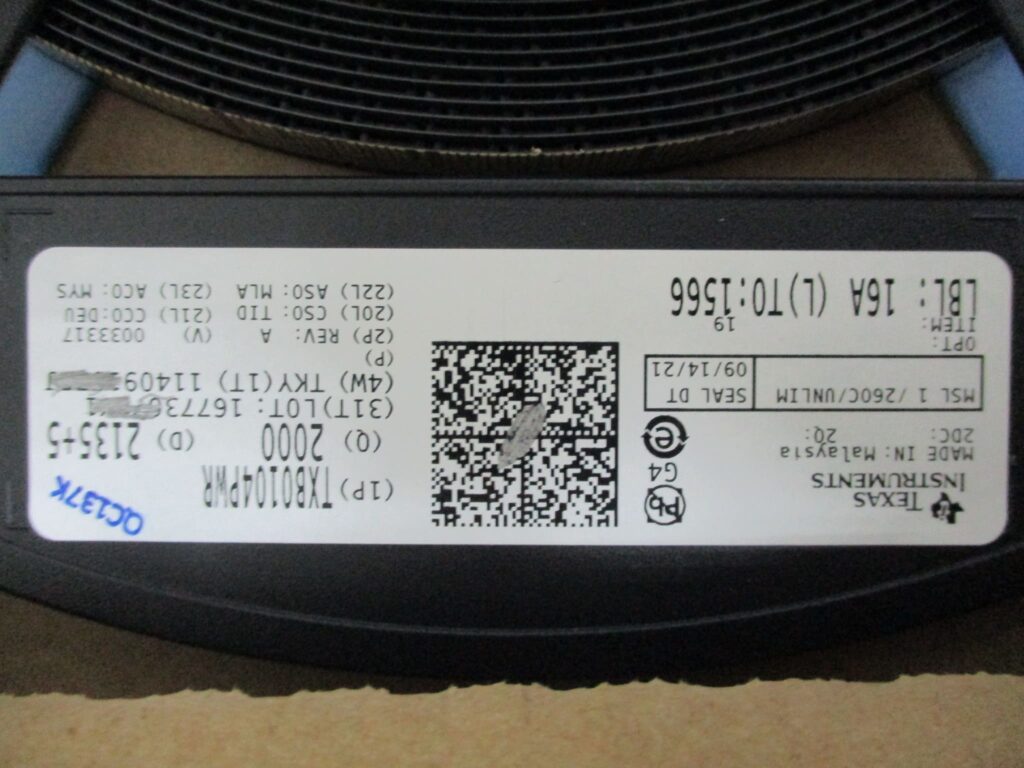 TEXAS
INSTRUMENTS
MADE IN: Malaysia
2DC: 2Q:
MSL 1 /260C/UNLIM SEAL DT
09/14/21
OPT:
ITEM: 19
LBL: 16A (L)TO:1566
Pb
G4
e
(1P) TXB0104PWR
(Q) 2000 (D) 2135+5
(31T)LOT: 16773
(4W) TKY(1T) 11409
(P)
(2P) REV: A (V) 0033317
(20L) CSO: TID (21L) CCO:DEU
(22L) ASO: MLA (23L) ACO: MYS
QC137K